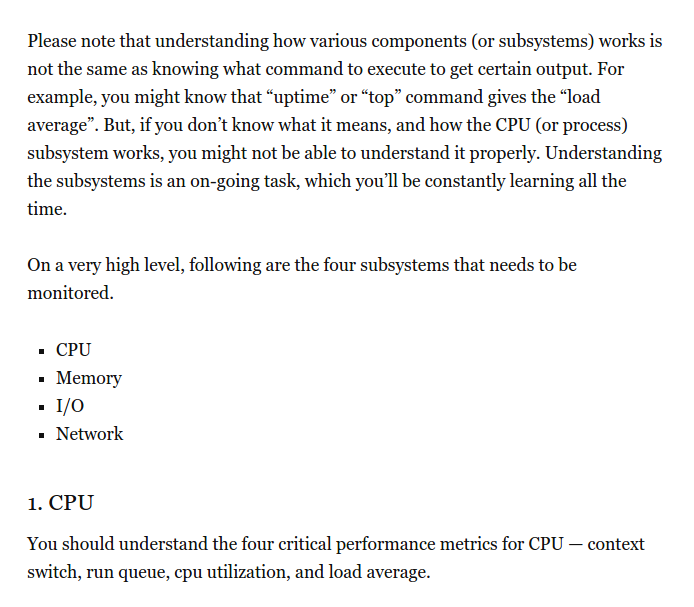 Please note that understanding how various components (or subsystems) works is
not the same as knowing what command to execute to get certain output. For
example, you might know that “uptime” or “top” command gives the “load
average”. But, if you don’t know what it means, and how the CPU (or process)
subsystem works, you might not be able to understand it properly. Understanding
the subsystems is an on-going task, which you’ll be constantly learning all the
time.
On a very high level, following are the four subsystems that needs to be
monitored.
▪ CPU
▪ Memory
▪ I/O
▪ Network
1. CPU
You should understand the four critical performance metrics for CPU — context
switch, run queue, cpu utilization, and load average.